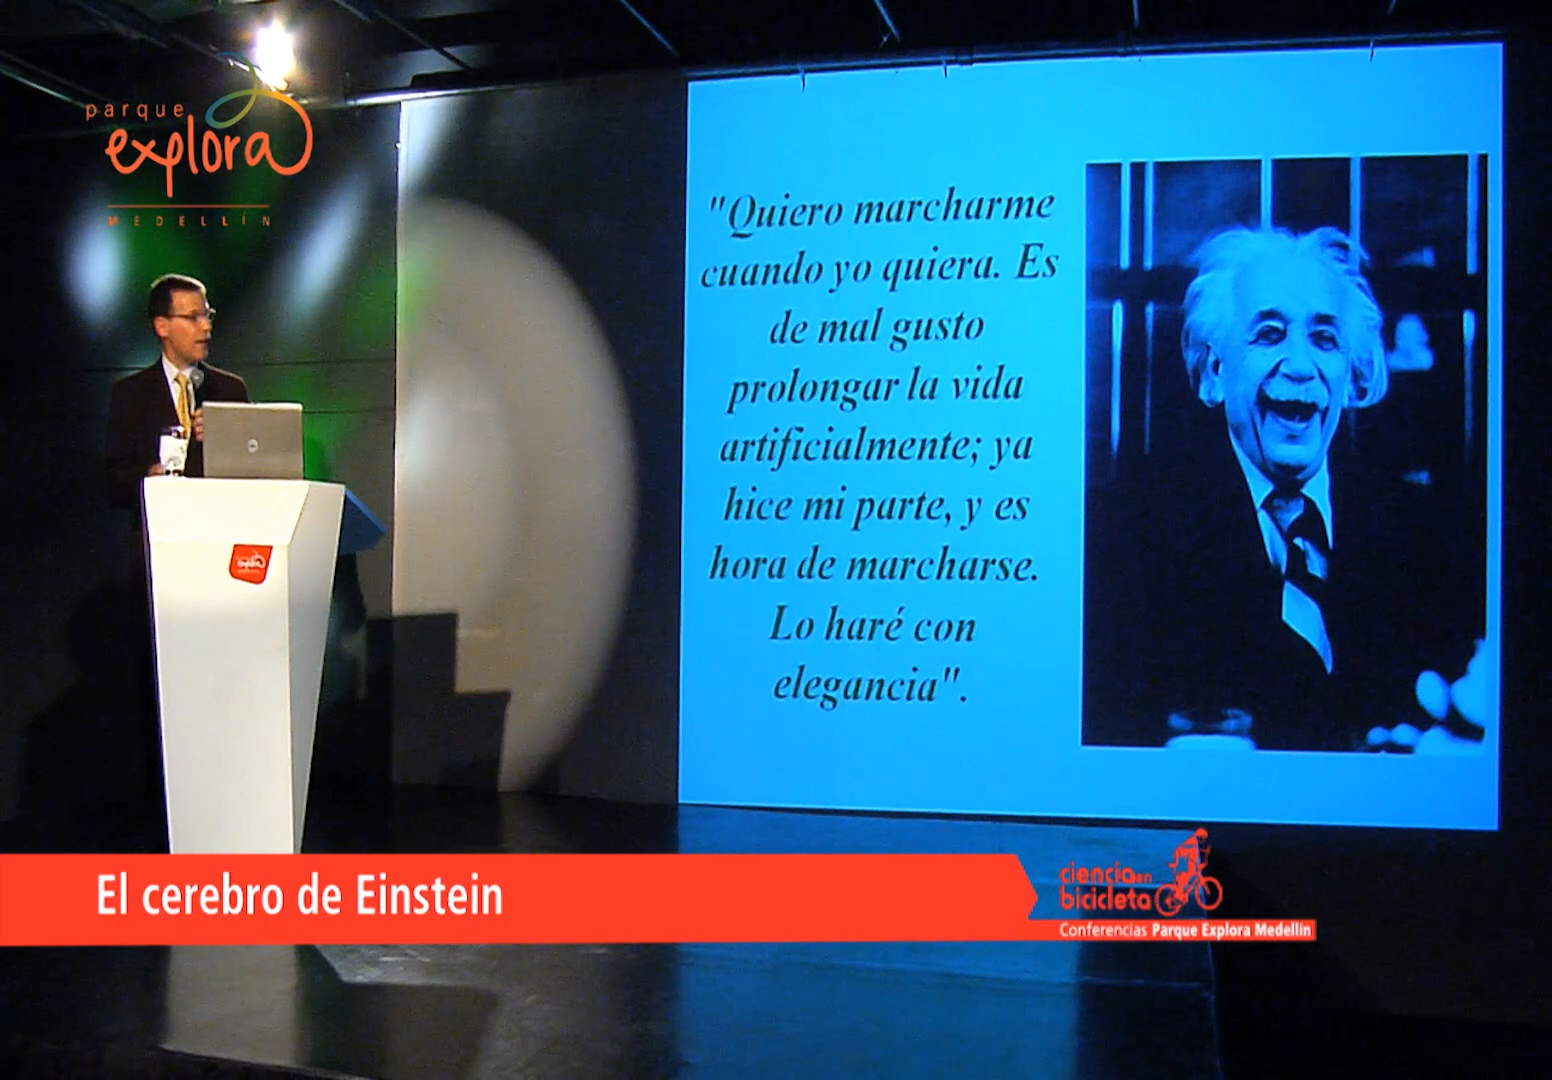 parque
explora
MEDELLÍN
"Quiero marcharme
cuando yo quiera. Es
de mal gusto
prolongar la vida
artificialmente; ya
hice mi parte, y es
hora de marcharse.
Lo haré con
elegancia".
El cerebro de Einstein
ciencia en
bicicleta
Conferencias Parque Explora Medellín